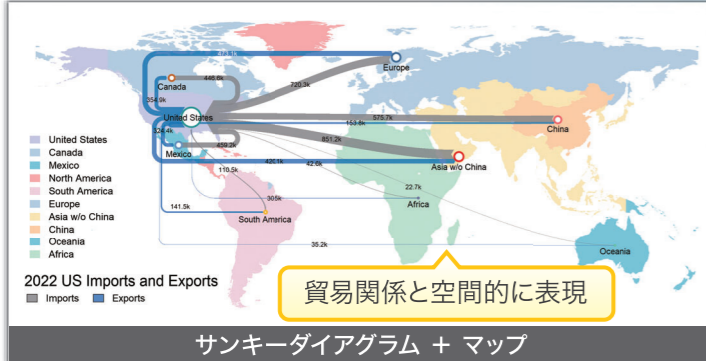 473.1k
Europe
446.8k
Canada
720.3k
354.9k
United States
575.7k
153.8k
China
324.4k
459.2k
Mexico
851.2k
Asia w/o China
42.6k
110.5k
22.7k
305k
Africa
141.5k
South America
35.2k
Oceania
United States
Canada
Mexico
North America
South America
Europe
Asia w/o China
China
Oceania
Africa
2022 US Imports and Exports
Imports Exports
貿易関係と空間的に表現
サンキーダイアグラム + マップ